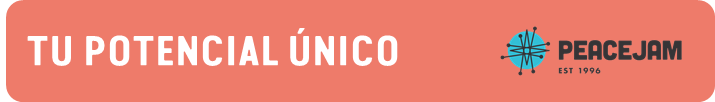 TU POTENCIAL ÚNICO
PEACEJAM
EST 1996